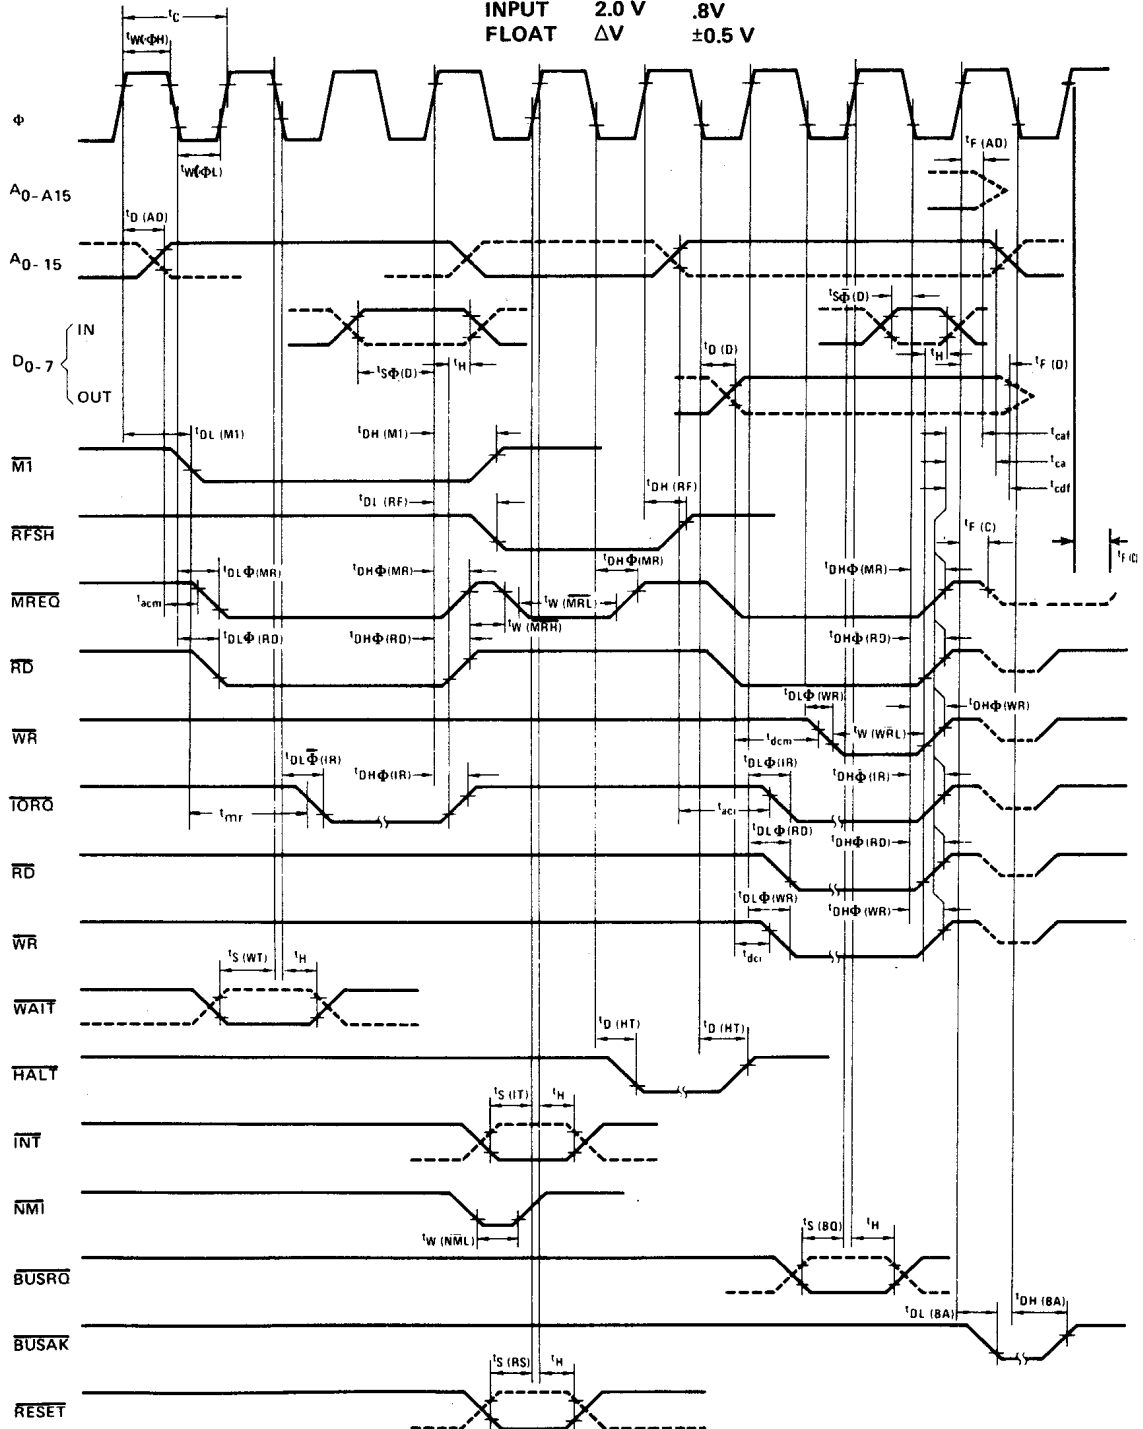 INPUT 2.0 V .8V
FLOAT ΔV ±0.5 V
tC
tW(ΦH)
Φ
tW(ΦL)
tF (AD)
A0-A15
tD (AD)
A0-15
tSΦ̄(D)
IN
D0-7
tH
tSΦ(D)
tH
tD (D)
tF (D)
OUT
tDL (M1)
tDH (M1)
tcaf
M1
tca
tDL (RF)
tDH (RF)
tcdf
RFSH
tF (C)
tDHΦ(MR)
tF (C)
tDLΦ(MR)
tDHΦ(MR)
tDHΦ(MR)
MREQ
tacm
tW (MRL)
tW (MRH)
tDLΦ(RD)
tDHΦ(RD)
tDHΦ(RD)
RD
tDLΦ(WR)
tDHΦ(WR)
WR
tdcm
tW (WRL)
tDLΦ̄(IR)
tDHΦ(IR)
tDLΦ(IR)
tDHΦ(IR)
IORQ
tmr
taci
tDLΦ(RD)
tDHΦ(RD)
RD
tDLΦ(WR)
tDHΦ(WR)
WR
tdci
tS (WT)
tH
WAIT
tD (HT)
tD (HT)
HALT
tS (IT)
tH
INT
NMI
tW (NML)
tS (BQ)
tH
BUSRQ
tDL (BA)
tDH (BA)
BUSAK
tS (RS)
tH
RESET